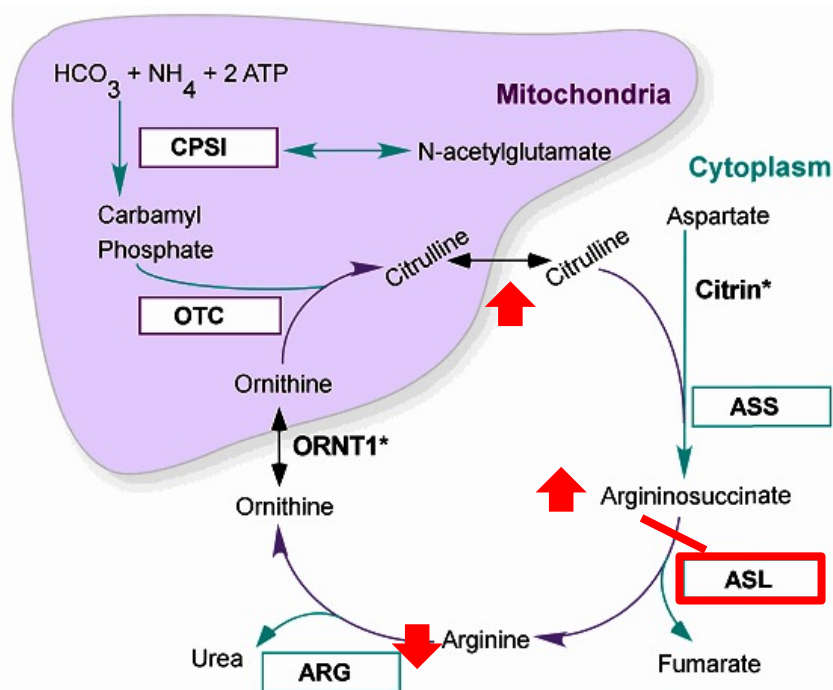 HCO3 + NH4 + 2 ATP
Mitochondria
CPSI
N-acetylglutamate
Cytoplasm
Carbamyl
Phosphate
Aspartate
Citrulline
Citrulline
Citrin*
OTC
Ornithine
ASS
ORNT1*
Ornithine
Argininosuccinate
ASL
Arginine
Urea
ARG
Fumarate